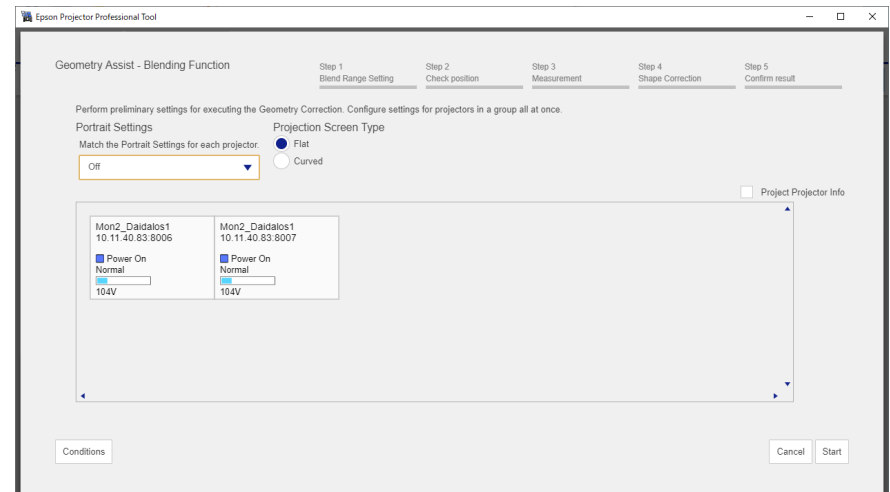 Epson Projector Professional Tool
Geometry Assist - Blending Function
Step 1
Blend Range Setting
Step 2
Check position
Step 3
Measurement
Step 4
Shape Correction
Step 5
Confirm result
Perform preliminary settings for executing the Geometry Correction. Configure settings for projectors in a group all at once.
Portrait Settings
Match the Portrait Settings for each projector.
Off
Projection Screen Type
Flat
Curved
Project Projector Info
Mon2_Daidalos1
10.11.40.83:8006
Power On
Normal
104V
Mon2_Daidalos1
10.11.40.83:8007
Power On
Normal
104V
Conditions
Cancel
Start